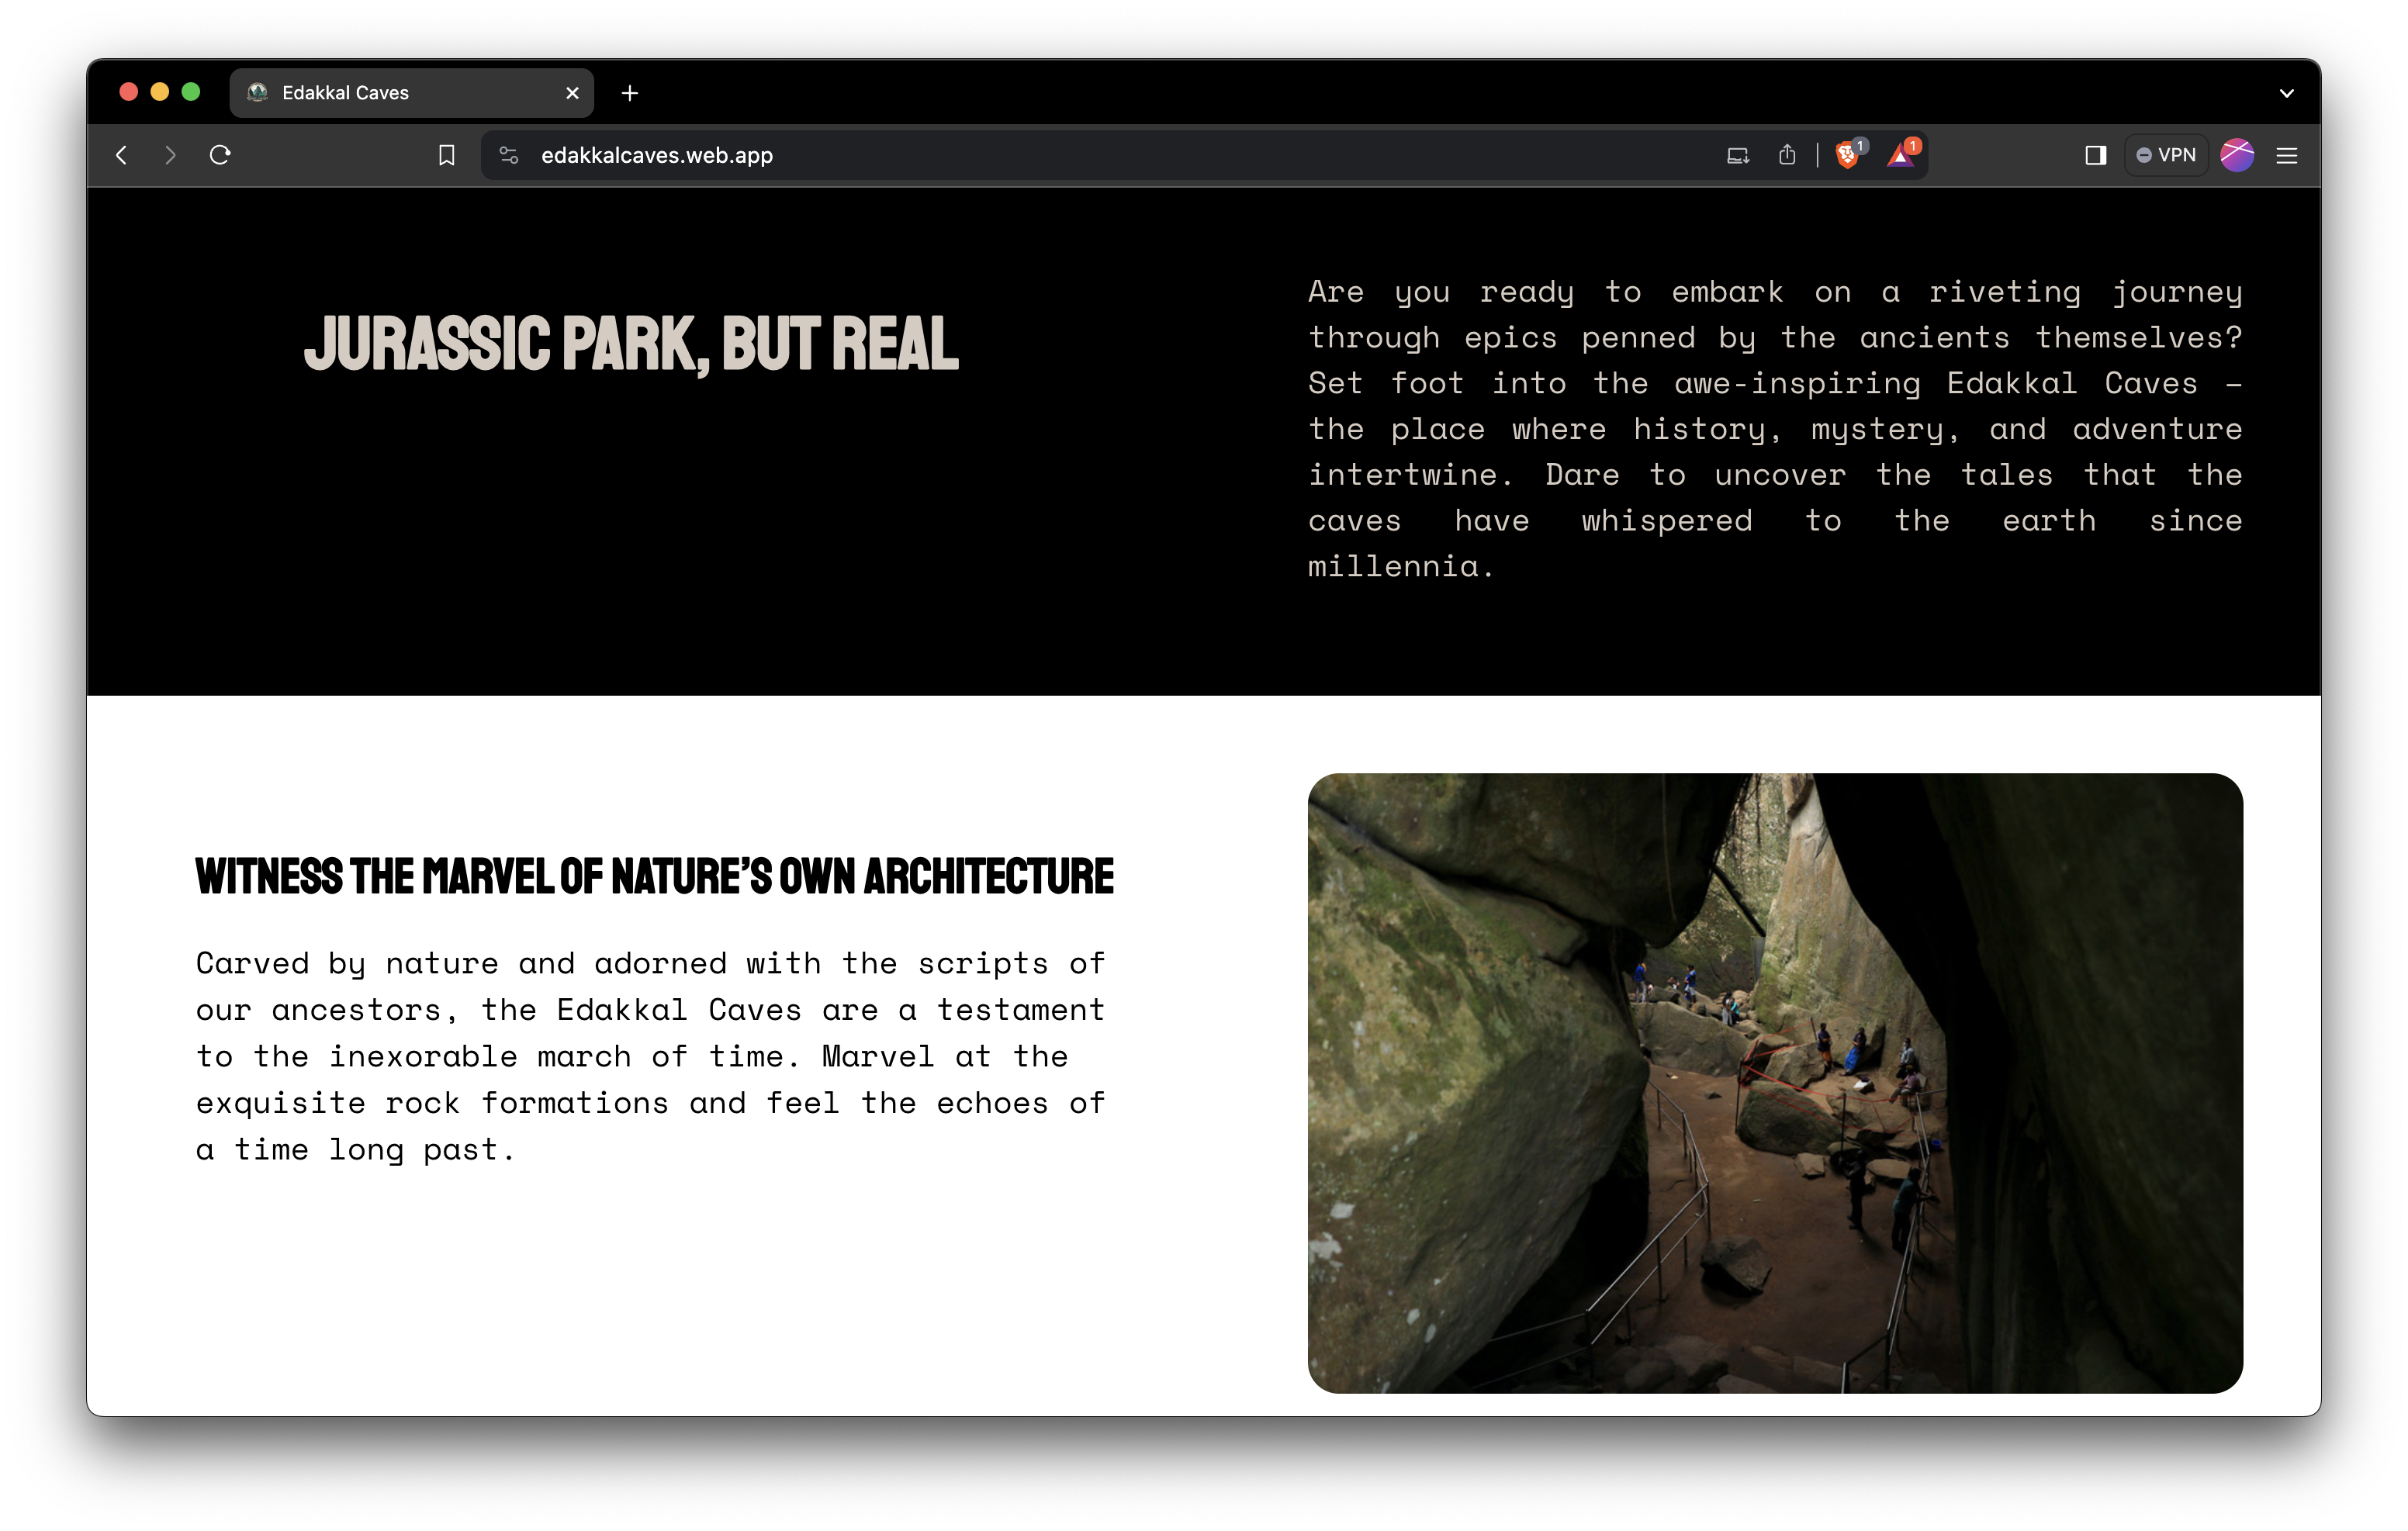 Edakkal Caves
edakkalcaves.web.app
1
1
VPN
JURASSIC PARK, BUT REAL
Are you ready to embark on a riveting journey
through epics penned by the ancients themselves?
Set foot into the awe-inspiring Edakkal Caves –
the place where history, mystery, and adventure
intertwine. Dare to uncover the tales that the
caves have whispered to the earth since
millennia.
WITNESS THE MARVEL OF NATURE’S OWN ARCHITECTURE
Carved by nature and adorned with the scripts of
our ancestors, the Edakkal Caves are a testament
to the inexorable march of time. Marvel at the
exquisite rock formations and feel the echoes of
a time long past.